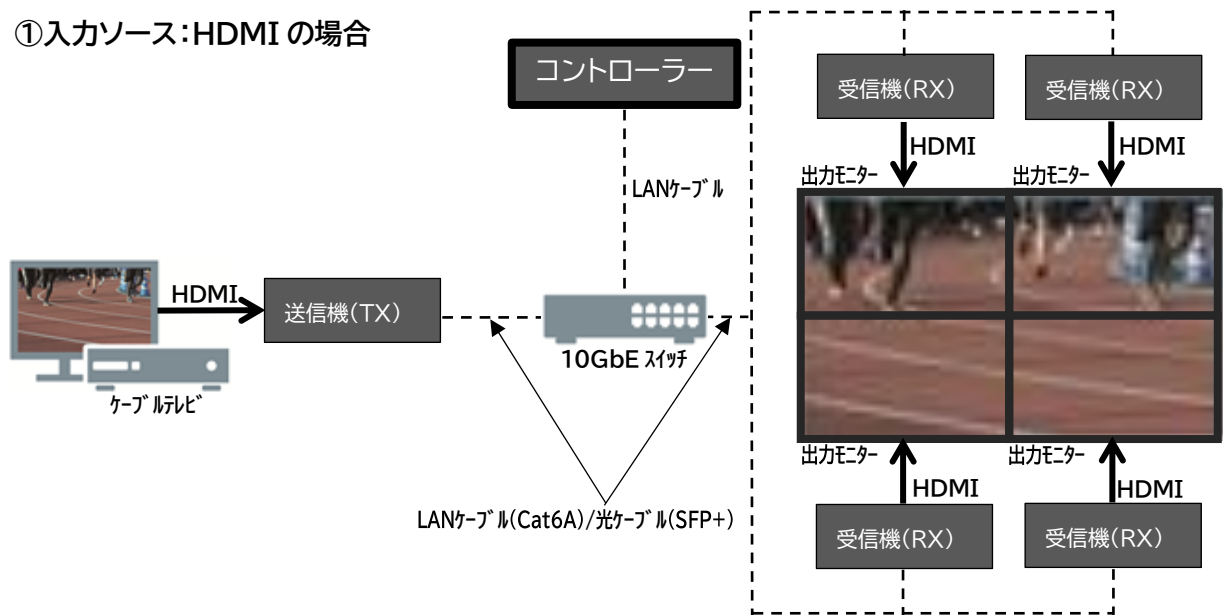 ①入力ソース:HDMI の場合
コントローラー
受信機(RX)
受信機(RX)
HDMI
HDMI
LANｹｰﾌﾞﾙ
出力ﾓﾆﾀｰ
出力ﾓﾆﾀｰ
HDMI
送信機(TX)
10GbE ｽｲｯﾁ
ｹｰﾌﾞﾙﾃﾚﾋﾞ
出力ﾓﾆﾀｰ
出力ﾓﾆﾀｰ
HDMI
HDMI
LANｹｰﾌﾞﾙ(Cat6A)/光ｹｰﾌﾞﾙ(SFP+)
受信機(RX)
受信機(RX)